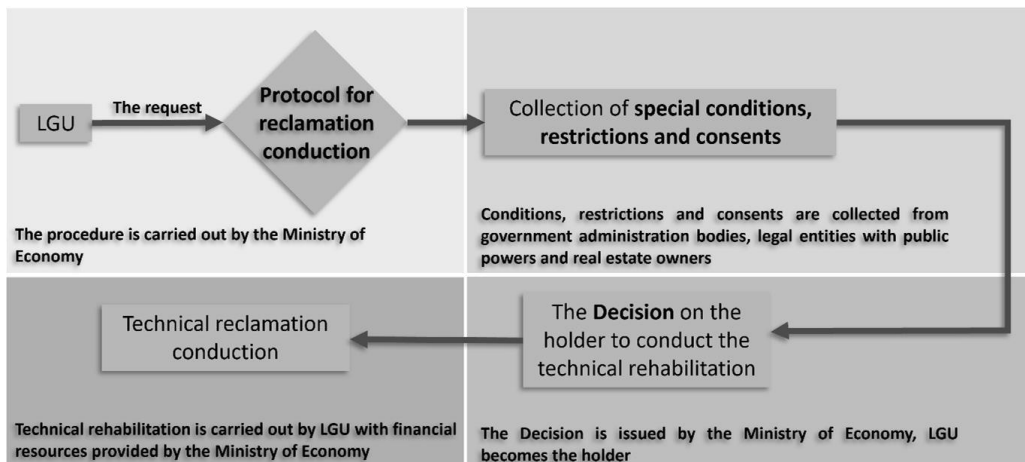 LGU
The request
Protocol for
reclamation
conduction
The procedure is carried out by the Ministry of
Economy
Collection of special conditions,
restrictions and consents
Conditions, restrictions and consents are collected from
government administration bodies, legal entities with public
powers and real estate owners
The Decision on the
holder to conduct the
technical rehabilitation
The Decision is issued by the Ministry of Economy, LGU
becomes the holder
Technical reclamation
conduction
Technical rehabilitation is carried out by LGU with financial
resources provided by the Ministry of Economy